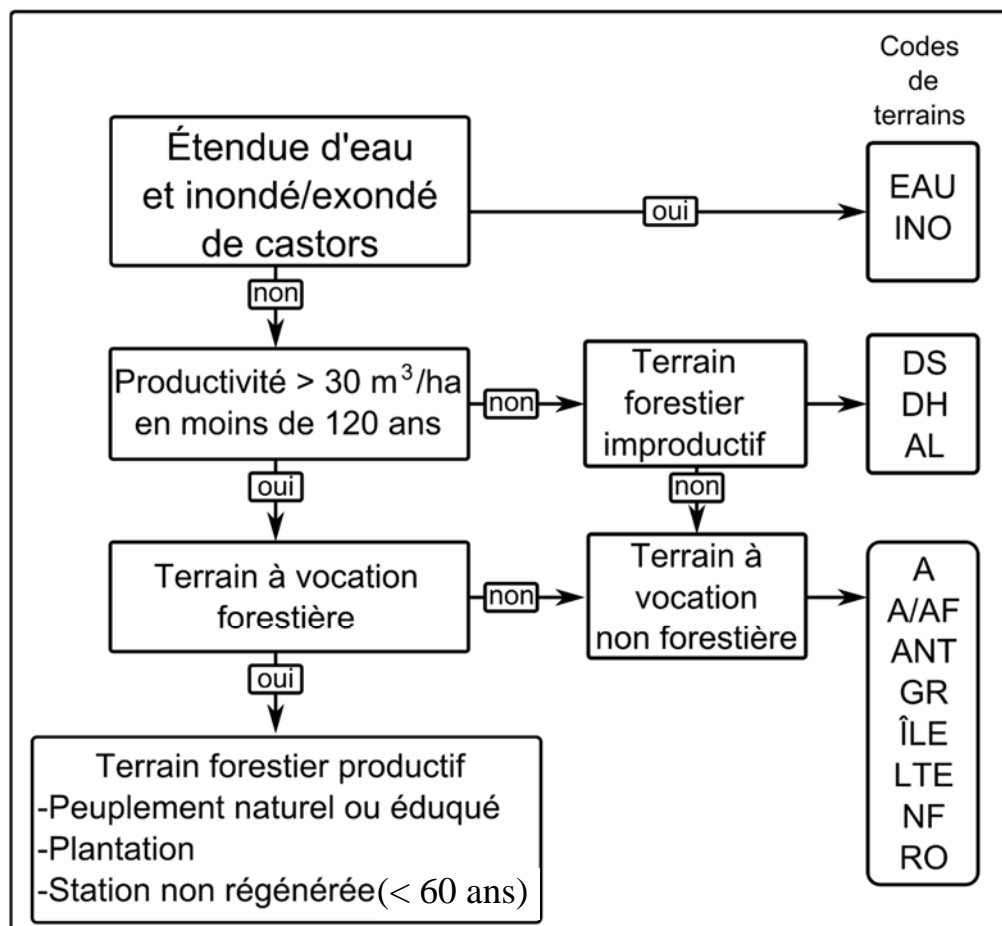 Codes
de
terrains
Étendue d'eau
et inondé/exondé
de castors
oui
EAU
INO
non
Productivité > 30 m³/ha
en moins de 120 ans
non
Terrain
forestier
improductif
DS
DH
AL
oui
non
Terrain à vocation
forestière
non
Terrain à
vocation
non forestière
A
A/AF
ANT
GR
ÎLE
LTE
NF
RO
oui
Terrain forestier productif
-Peuplement naturel ou éduqué
-Plantation
-Station non régénérée(< 60 ans)